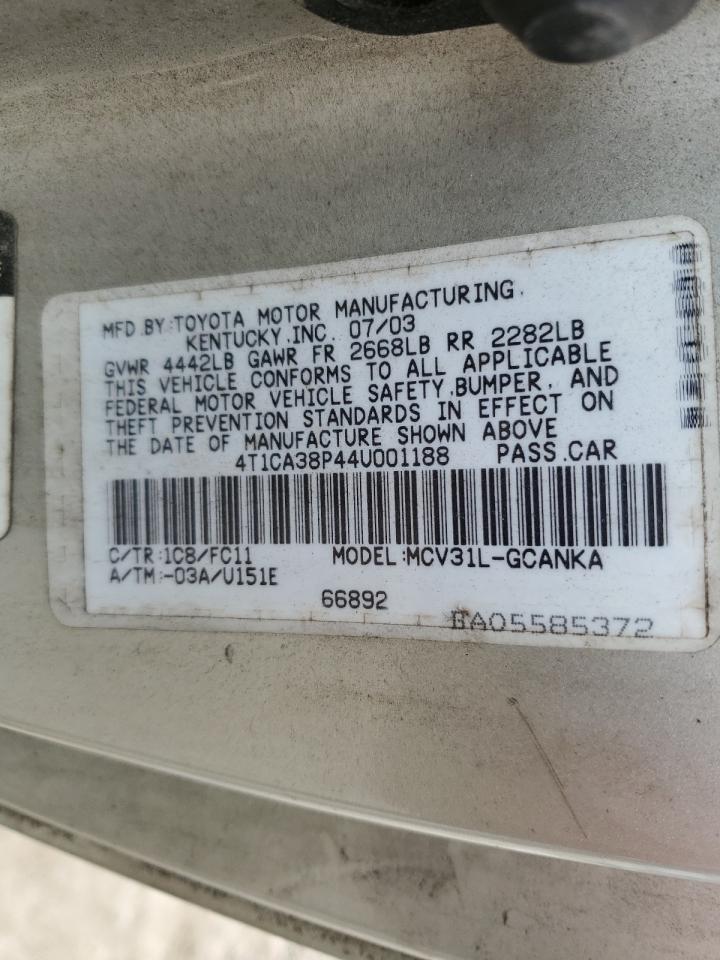 MFD.BY:TOYOTA MOTOR MANUFACTURING,
KENTUCKY,INC. 07/03
GVWR 4442LB GAWR FR 2668LB RR 2282LB
THIS VEHICLE CONFORMS TO ALL APPLICABLE
FEDERAL MOTOR VEHICLE SAFETY,BUMPER, AND
THEFT PREVENTION STANDARDS IN EFFECT ON
THE DATE OF MANUFACTURE SHOWN ABOVE
4T1CA38P44U001188 PASS.CAR
C/TR:1C8/FC11 MODEL:MCV31L-GCANKA
A/TM:-03A/U151E
66892
BA05585372